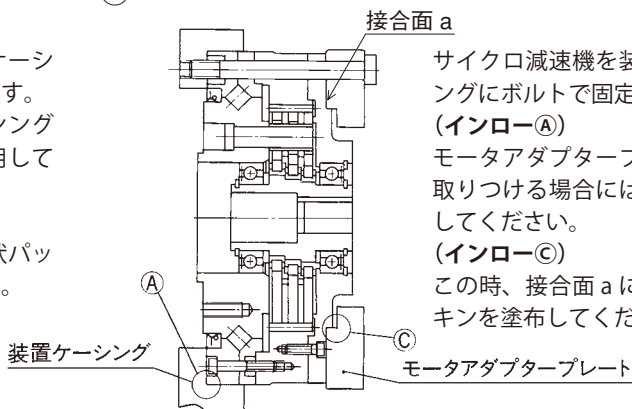 接合面 a
ーシ
す。
ング
用して
状パッ
。
サイクロ減速機を装
ングにボルトで固定
(インローⒶ)
モータアダプタープ
取りつける場合には
してください。
(インローⒸ)
この時、接合面 a に
キンを塗布してくだ
Ⓐ
Ⓒ
装置ケーシング
モータアダプタープレート